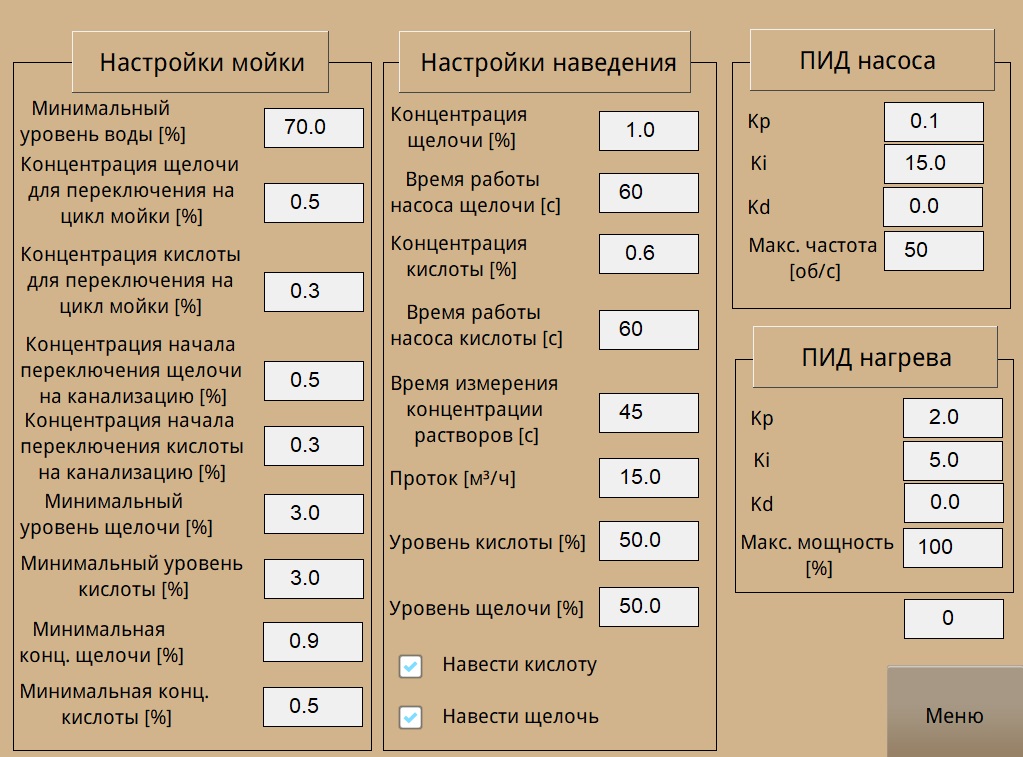 Настройки мойки
Минимальный
уровень воды [%]
70.0
Концентрация щелочи
для переключения на
цикл мойки [%]
0.5
Концентрация кислоты
для переключения на
цикл мойки [%]
0.3
Концентрация начала
переключения щелочи
на канализацию [%]
0.5
Концентрация начала
переключения кислоты
на канализацию [%]
0.3
Минимальный
уровень щелочи [%]
3.0
Минимальный уровень
кислоты [%]
3.0
Минимальная
конц. щелочи [%]
0.9
Минимальная конц.
кислоты [%]
0.5
Настройки наведения
Концентрация
щелочи [%]
1.0
Время работы
насоса щелочи [с]
60
Концентрация
кислоты [%]
0.6
Время работы
насоса кислоты [с]
60
Время измерения
концентрации
растворов [с]
45
Проток [м³/ч]
15.0
Уровень кислоты [%]
50.0
Уровень щелочи [%]
50.0
Навести кислоту
Навести щелочь
ПИД насоса
Kp
0.1
Ki
15.0
Kd
0.0
Макс. частота
[об/с]
50
ПИД нагрева
Kp
2.0
Ki
5.0
Kd
0.0
Макс. мощность
[%]
100
0
Меню